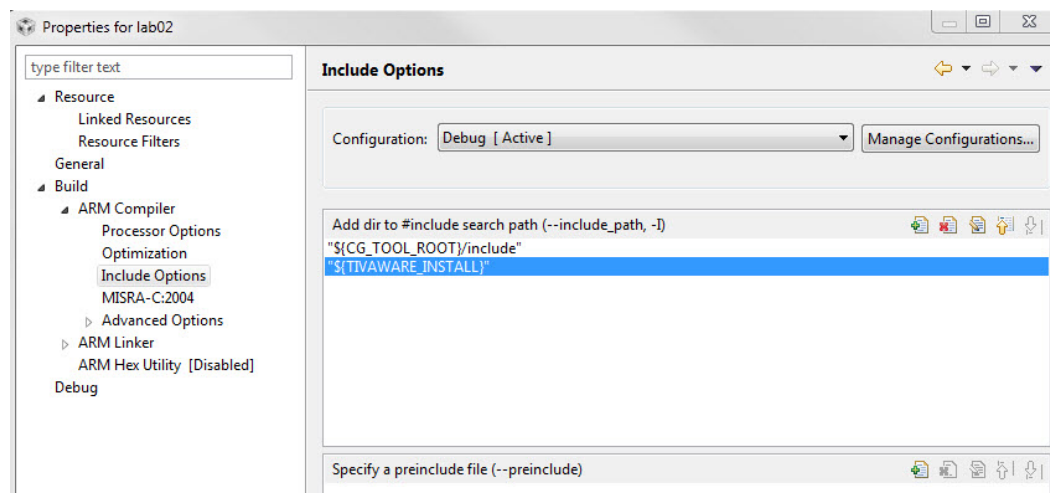 Properties for lab02
type filter text
Resource
Linked Resources
Resource Filters
General
Build
ARM Compiler
Processor Options
Optimization
Include Options
MISRA-C:2004
Advanced Options
ARM Linker
ARM Hex Utility [Disabled]
Debug
Include Options
Configuration:
Debug [ Active ]
Manage Configurations...
Add dir to #include search path (--include_path, -I)
"${CG_TOOL_ROOT}/include"
"${TIVAWARE_INSTALL}"
Specify a preinclude file (--preinclude)